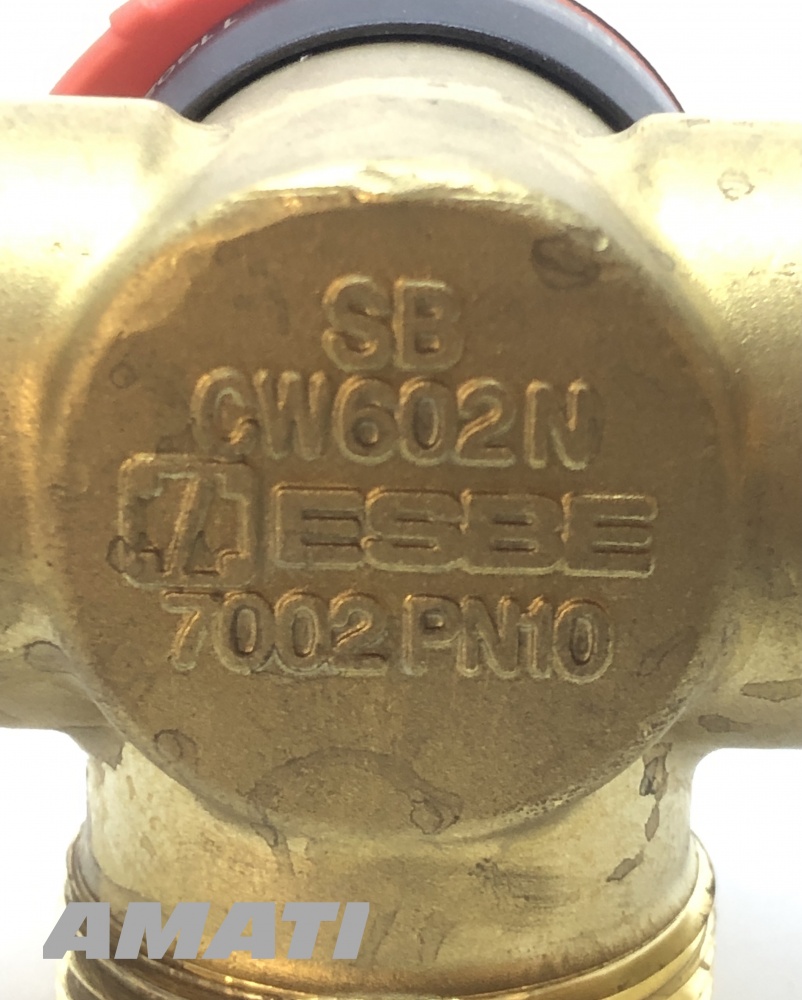 SB
CW602N
ESBE
7002 PN10
AMATI